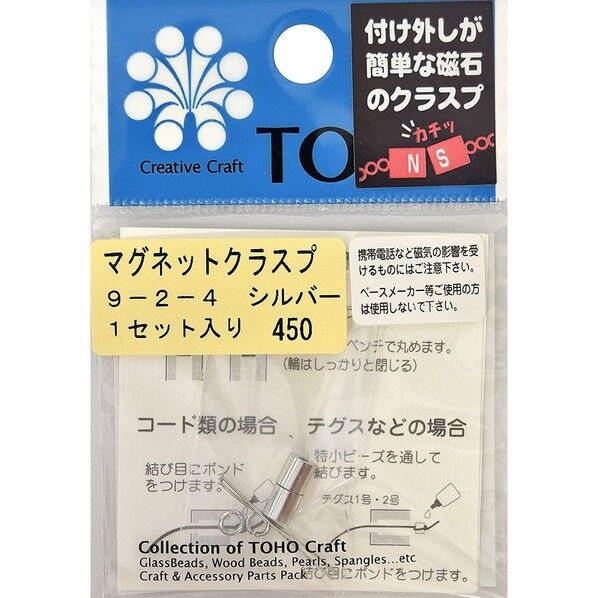 Creative Craft
TO
付け外しが
簡単な磁石
のクラスプ
カチッ
N S
マグネットクラスプ
9-2-4 シルバー
1セット入り 450
携帯電話など磁気の影響を受
けるものにはご注意下さい。
ペースメーカー等ご使用の方
は使用しないで下さい。
ペンチで丸めます。
(輪はしっかりと閉じる)
コード類の場合
結び目にボンド
をつけます。
テグスなどの場合
特小ビーズを通して
結びます。
テグス1号・2号
Collection of TOHO Craft
GlassBeads, Wood Beads, Pearls, Spangles...etc
Craft & Accessory Parts Pack
結び目にボンドをつけます。